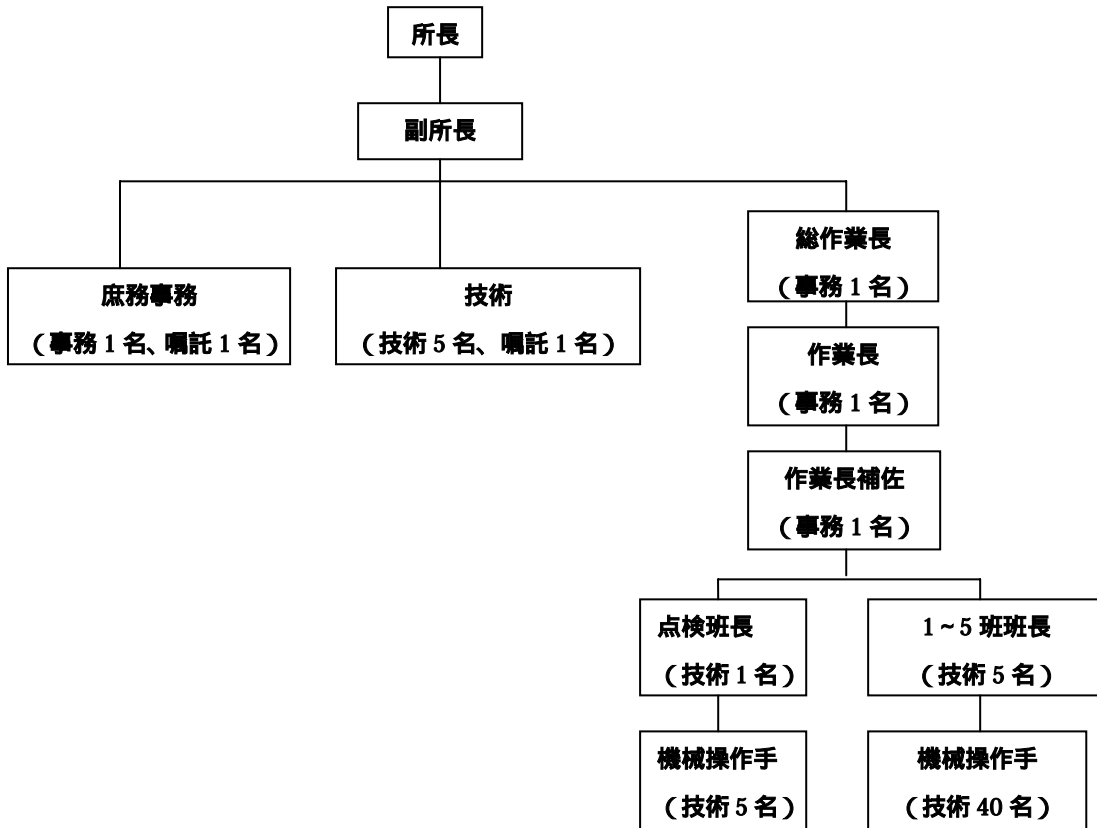 所長
副所長
庶務事務
（事務 1 名、嘱託 1 名）
技術
（技術 5 名、嘱託 1 名）
総作業長
（事務 1 名）
作業長
（事務 1 名）
作業長補佐
（事務 1 名）
点検班長
（技術 1 名）
1～5 班班長
（技術 5 名）
機械操作手
（技術 5 名）
機械操作手
（技術 40 名）